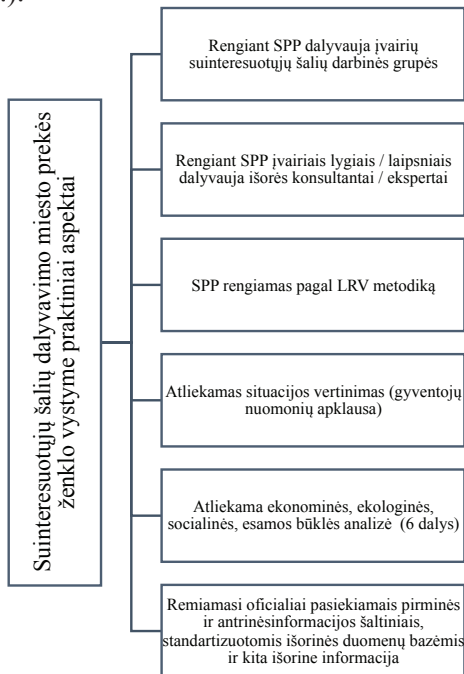 .).
Suinteresuotųjų šalių dalyvavimo miesto prekės
ženklo vystyme praktiniai aspektai
Rengiant SPP dalyvauja įvairių
suinteresuotųjų šalių darbinės grupės
Rengiant SPP įvairiais lygiais / laipsniais
dalyvauja išorės konsultantai / ekspertai
SPP rengiamas pagal LRV metodiką
Atliekamas situacijos vertinimas (gyventojų
nuomonių apklausa)
Atliekama ekonominės, ekologinės,
socialinės, esamos būklės analizė (6 dalys)
Remiamasi oficialiai pasiekiamais pirminės
ir antrinėsinformacijos šaltiniais,
standartizuotomis išorinės duomenų bazėmis
ir kita išorine informacija